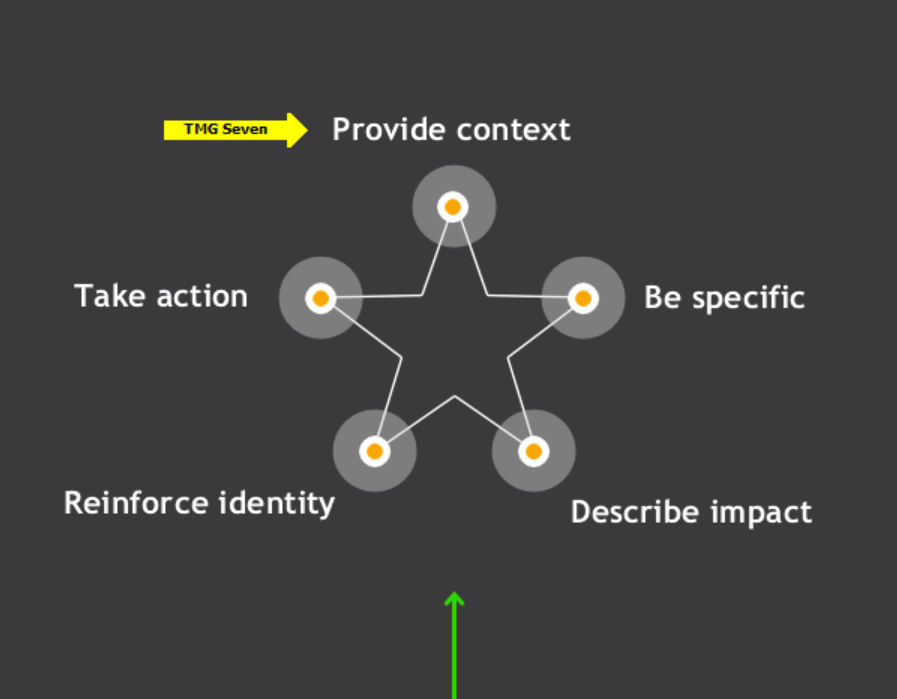 TMG Seven
Provide context
Take action
Be specific
Reinforce identity
Describe impact